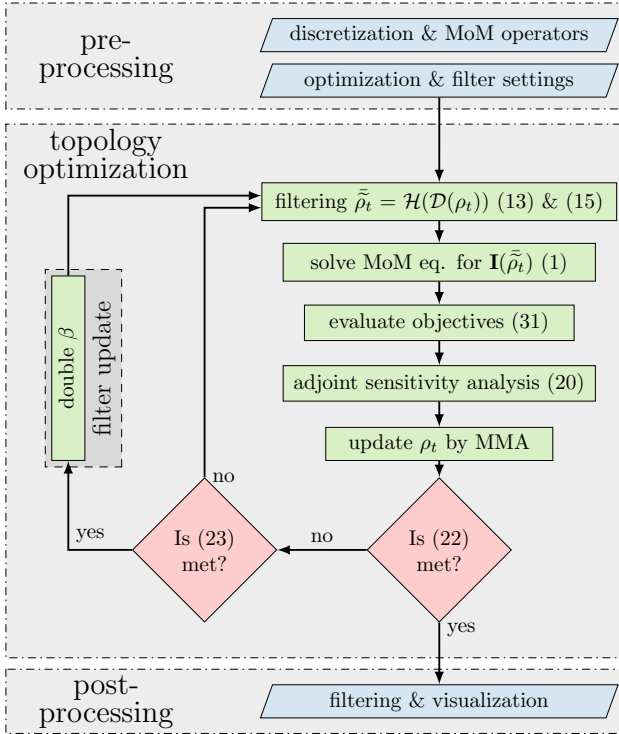 pre-
processing
discretization & MoM operators
optimization & filter settings
topology
optimization
filtering $\bar{\tilde{\rho}}_t = \mathcal{H}(\mathcal{D}(\rho_t))$ (13) & (15)
solve MoM eq. for $\mathbf{I}(\bar{\tilde{\rho}}_t)$ (1)
evaluate objectives (31)
adjoint sensitivity analysis (20)
update $\rho_t$ by MMA
double β
filter update
no
yes
Is (23)
met?
no
Is (22)
met?
yes
post-
processing
filtering & visualization